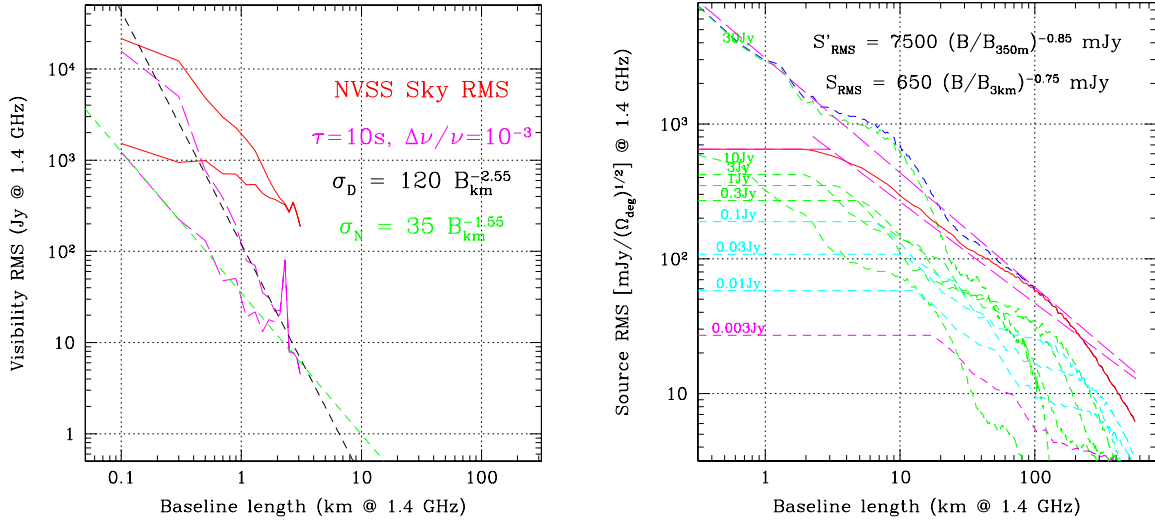 Visibility RMS (Jy @ 1.4 GHz)
10⁴
10³
10²
10
1
0.1
1
10
100
Baseline length (km @ 1.4 GHz)
NVSS Sky RMS
τ=10s, Δν/ν=10⁻³
σ_D = 120 B_km^−2.55
σ_N = 35 B_km^−1.55
Source RMS [mJy/(Ω_deg)^1/2] @ 1.4 GHz
10³
100
10
1
10
100
Baseline length (km @ 1.4 GHz)
S'_RMS = 7500 (B/B_350m)^−0.85 mJy
S_RMS = 650 (B/B_3km)^−0.75 mJy
30Jy
10Jy
3Jy
1Jy
0.3Jy
0.1Jy
0.03Jy
0.01Jy
0.003Jy